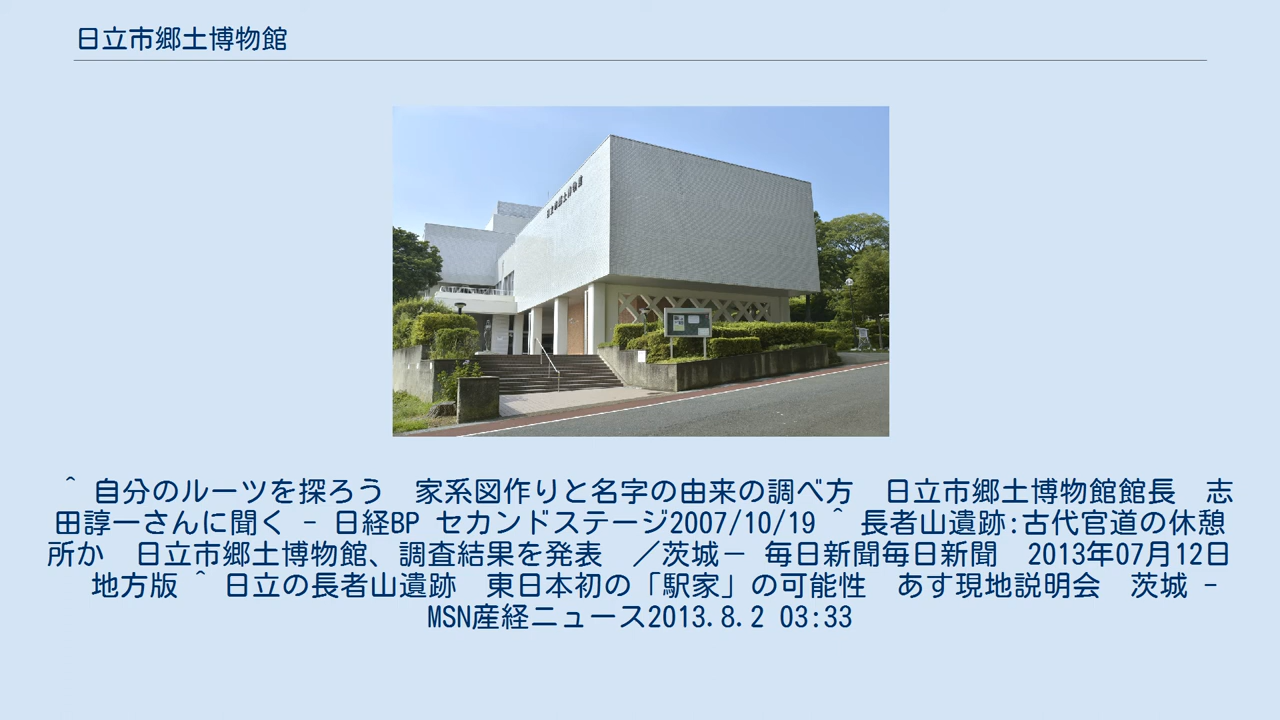 日立市郷土博物館
日立市郷土博物館
^ 自分のルーツを探ろう　家系図作りと名字の由来の調べ方　日立市郷土博物館館長　志
田諄一さんに聞く - 日経BP セカンドステージ2007/10/19 ^ 長者山遺跡:古代官道の休憩
所か　日立市郷土博物館、調査結果を発表　／茨城－ 毎日新聞毎日新聞　2013年07月12日
地方版 ^ 日立の長者山遺跡　東日本初の「駅家」の可能性　あす現地説明会　茨城 -
MSN産経ニュース2013.8.2 03:33